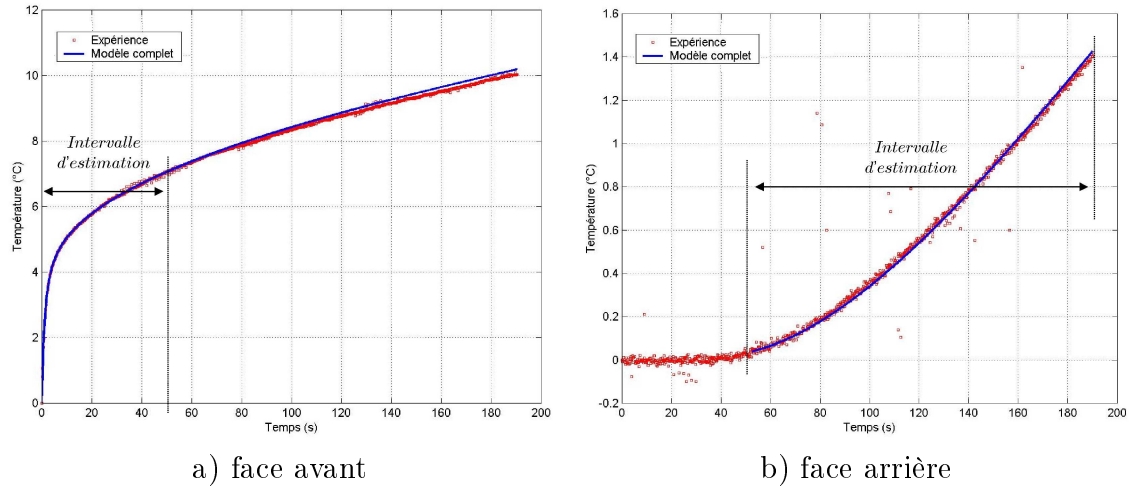 12
10
8
6
4
2
0
0 20 40 60 80 100 120 140 160 180 200
Température (°C)
Temps (s)
Expérience
Modèle complet
Intervalle
d'estimation
a) face avant
1.6
1.4
1.2
1
0.8
0.6
0.4
0.2
0
-0.2
0 20 40 60 80 100 120 140 160 180 200
Température (°C)
Temps (s)
Expérience
Modèle complet
Intervalle
d'estimation
b) face arrière